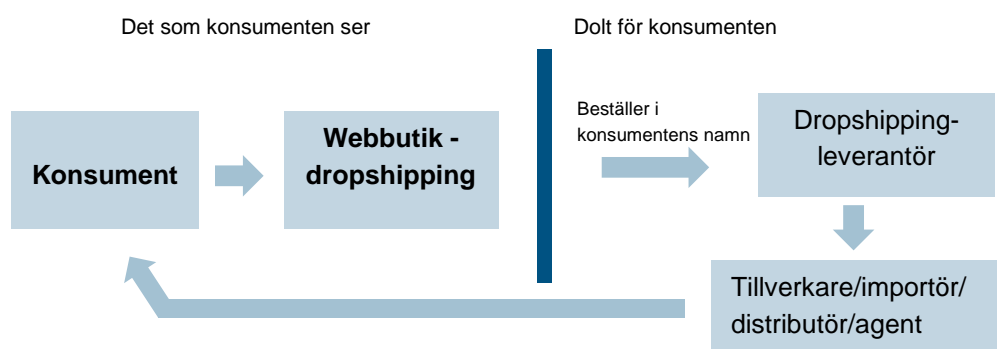 Det som konsumenten ser
Dolt för konsumenten
Konsument
Webbutik -
dropshipping
Beställer i
konsumentens namn
Dropshipping-
leverantör
Tillverkare/importör/
distributör/agent